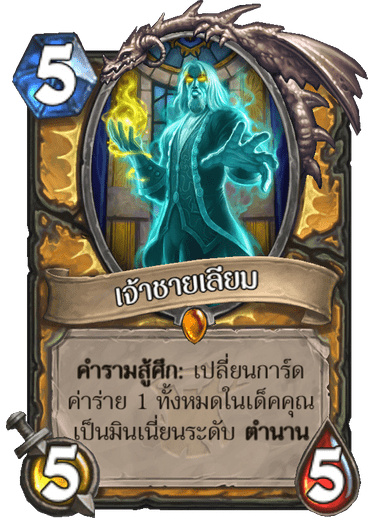 5
เจ้าชายเลียม
คำรามสู้ศึก: เปลี่ยนการ์ด
ค่าร่าย 1 ทั้งหมดในเด็คคุณ
เป็นมินเนี่ยนระดับ ตำนาน
5 5